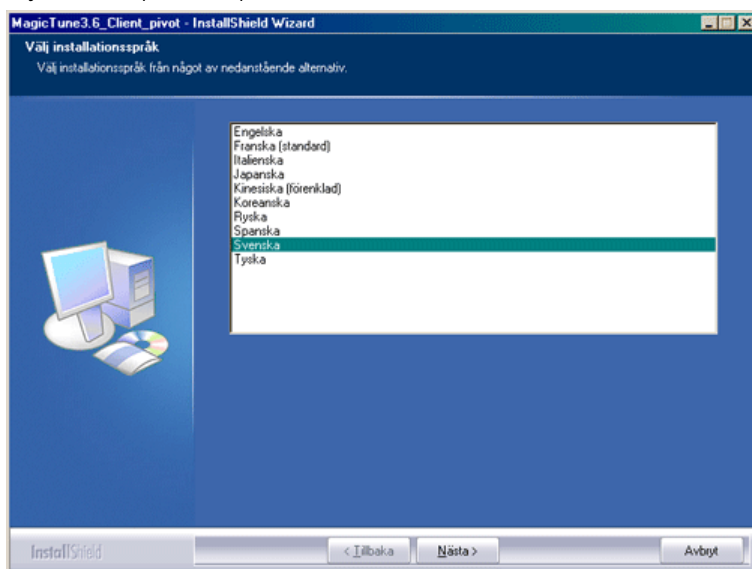 MagicTune3.6_Client_pivot - InstallShield Wizard
Välj installationsspråk
Välj installationsspråk från något av nedanstående alternativ.
Engelska
Franska (standard)
Italienska
Japanska
Kinesiska (förenklad)
Koreanska
Ryska
Spanska
Svenska
Tyska
InstallShield
< Tillbaka
Nästa >
Avbryt